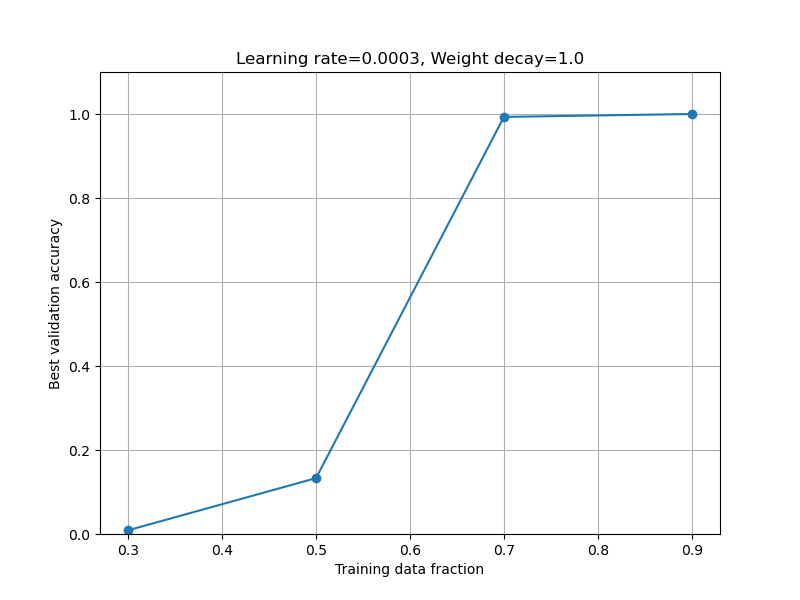 Learning rate=0.0003, Weight decay=1.0
Best validation accuracy
1.0
0.8
0.6
0.4
0.2
0.0
0.3 0.4 0.5 0.6 0.7 0.8 0.9
Training data fraction